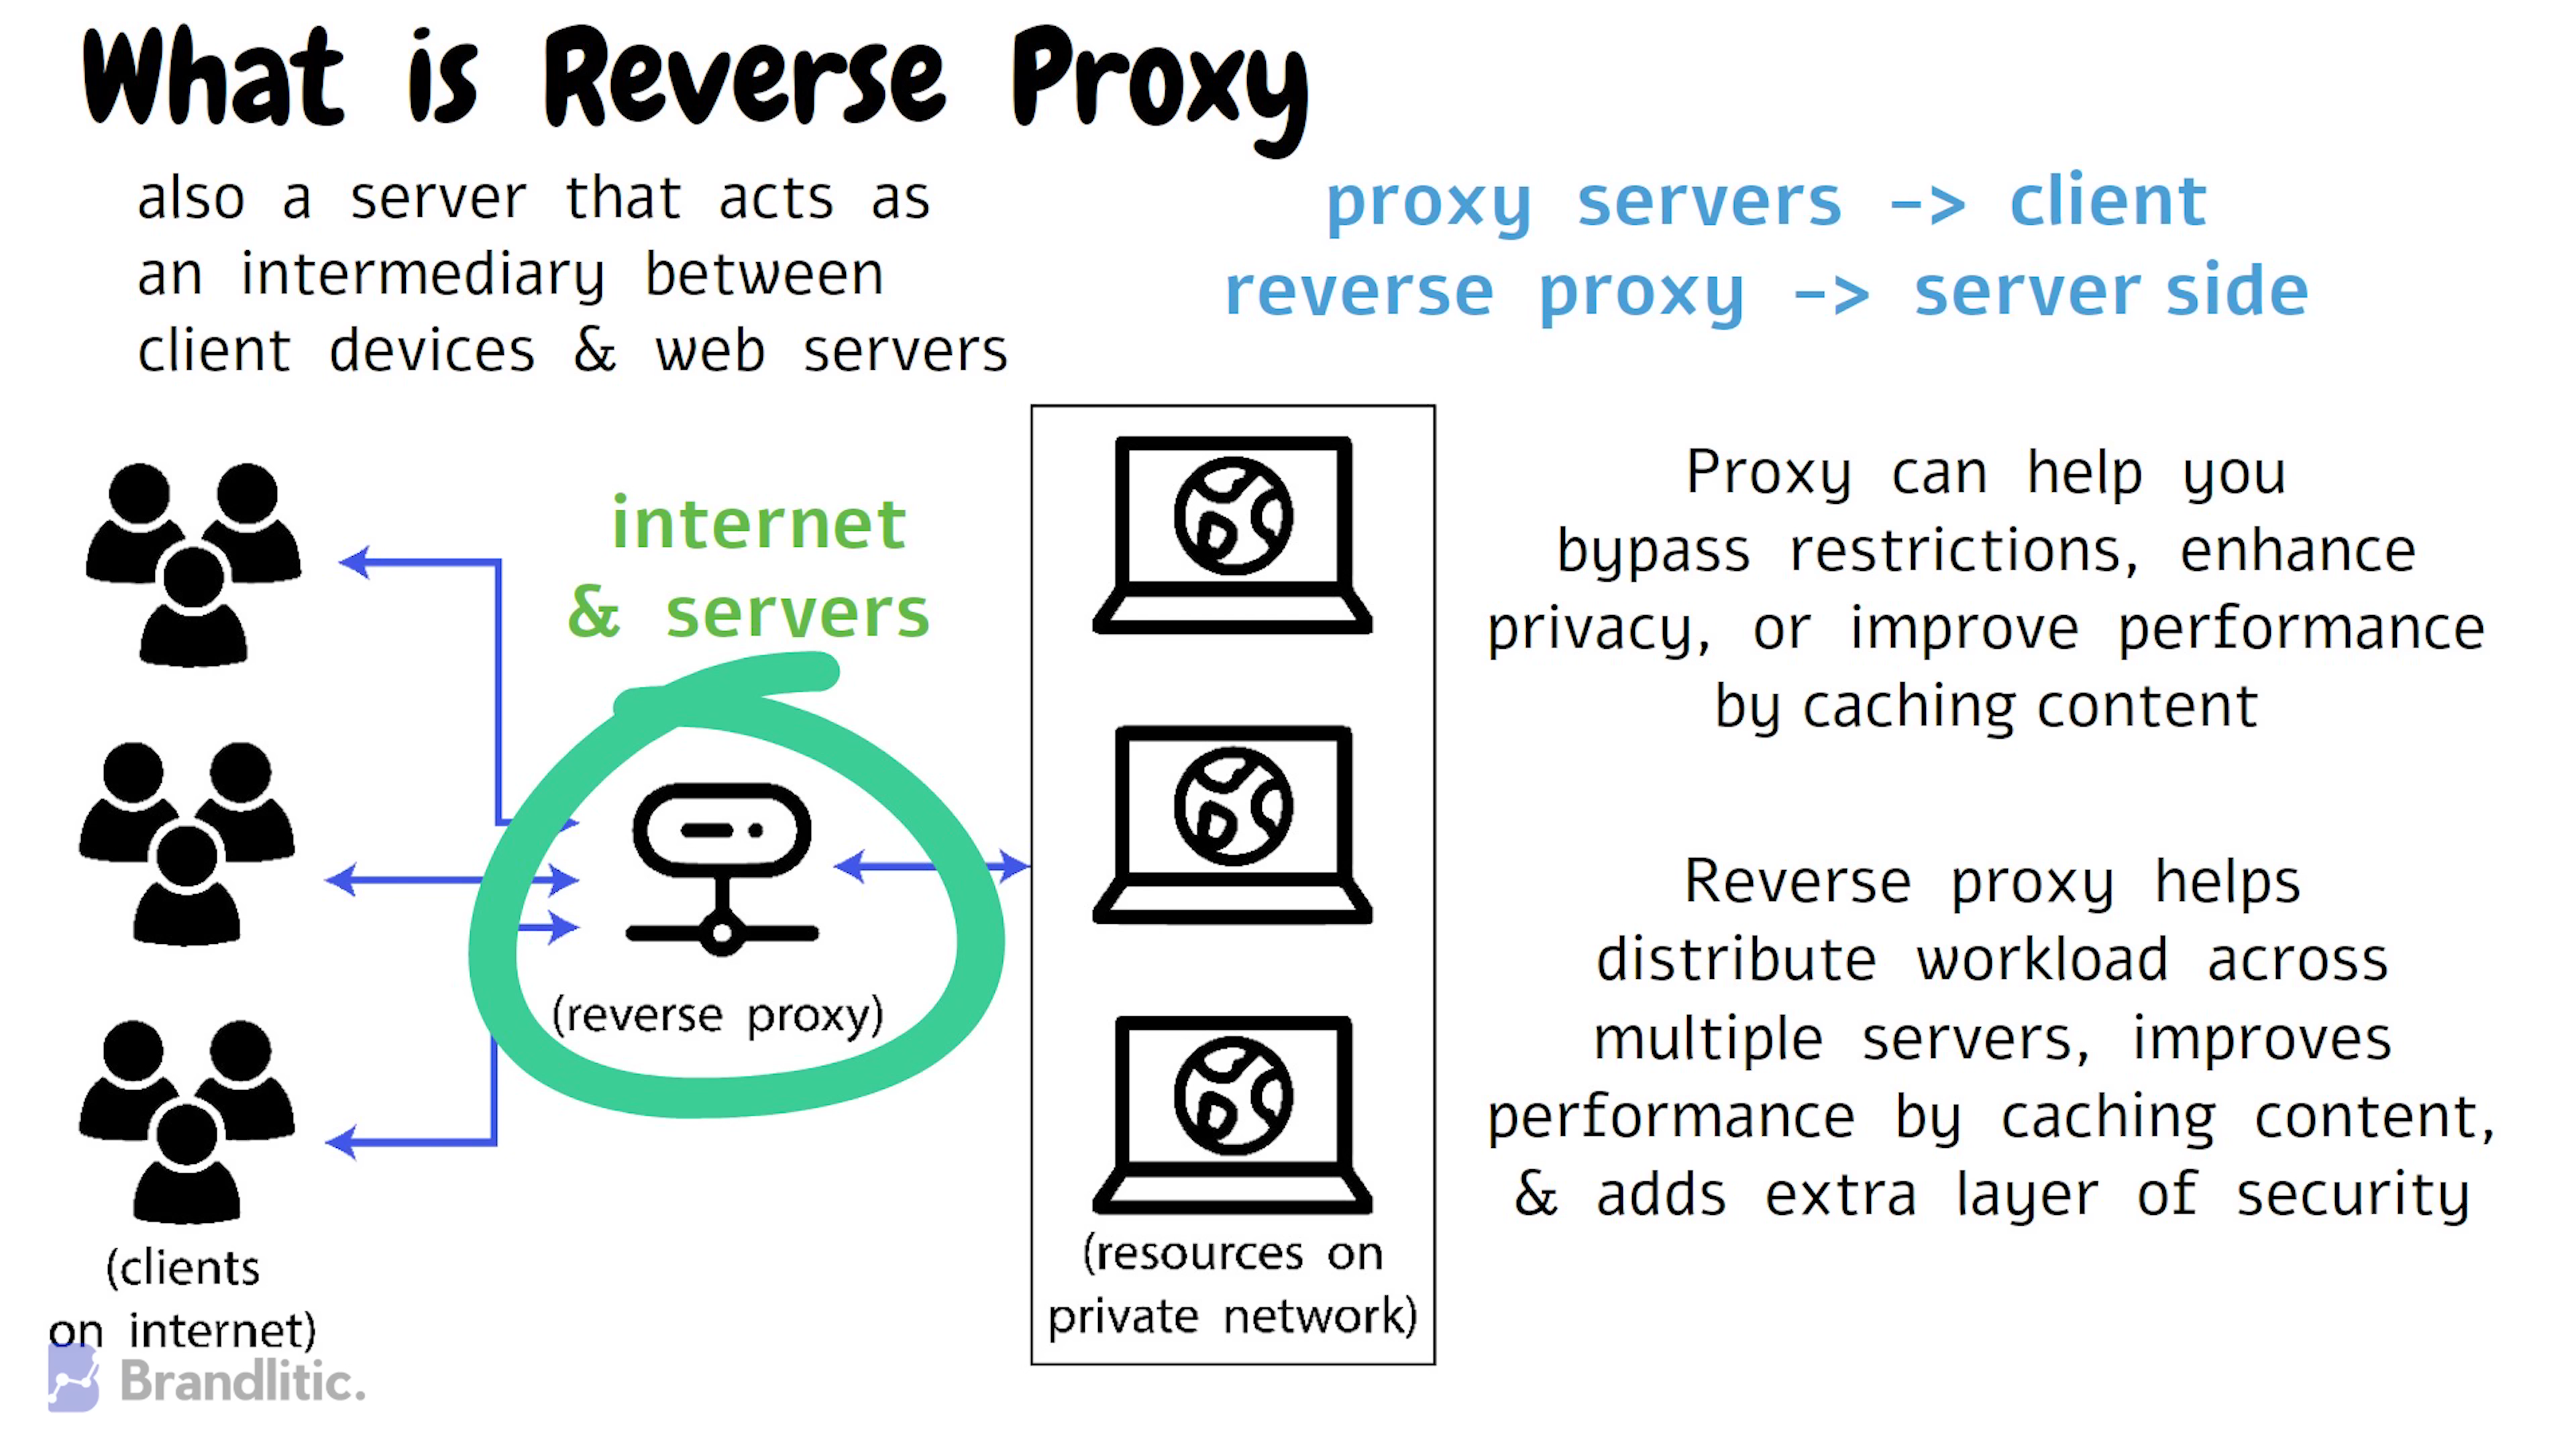 What is Reverse Proxy
also a server that acts as
an intermediary between
client devices & web servers
proxy servers -> client
reverse proxy -> server side
internet
& servers
(reverse proxy)
(clients
on internet)
(resources on
private network)
Proxy can help you
bypass restrictions, enhance
privacy, or improve performance
by caching content
Reverse proxy helps
distribute workload across
multiple servers, improves
performance by caching content,
& adds extra layer of security
Brandlitic.